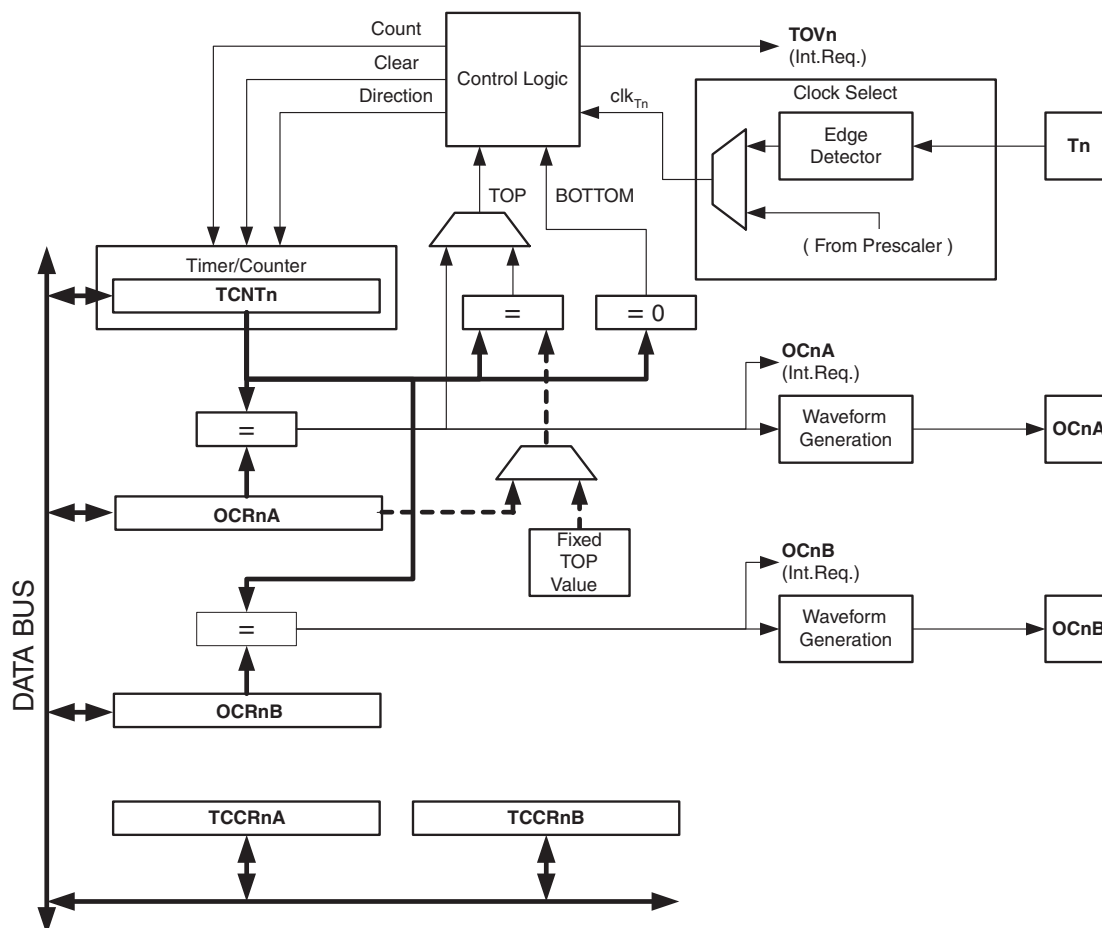 Count
Clear
Direction
Control Logic
TOVn
(Int.Req.)
clkTn
Clock Select
Edge
Detector
Tn
( From Prescaler )
TOP
BOTTOM
Timer/Counter
TCNTn
=
= 0
OCnA
(Int.Req.)
=
Waveform
Generation
OCnA
OCRnA
Fixed
TOP
Value
OCnB
(Int.Req.)
=
Waveform
Generation
OCnB
OCRnB
DATA BUS
TCCRnA
TCCRnB